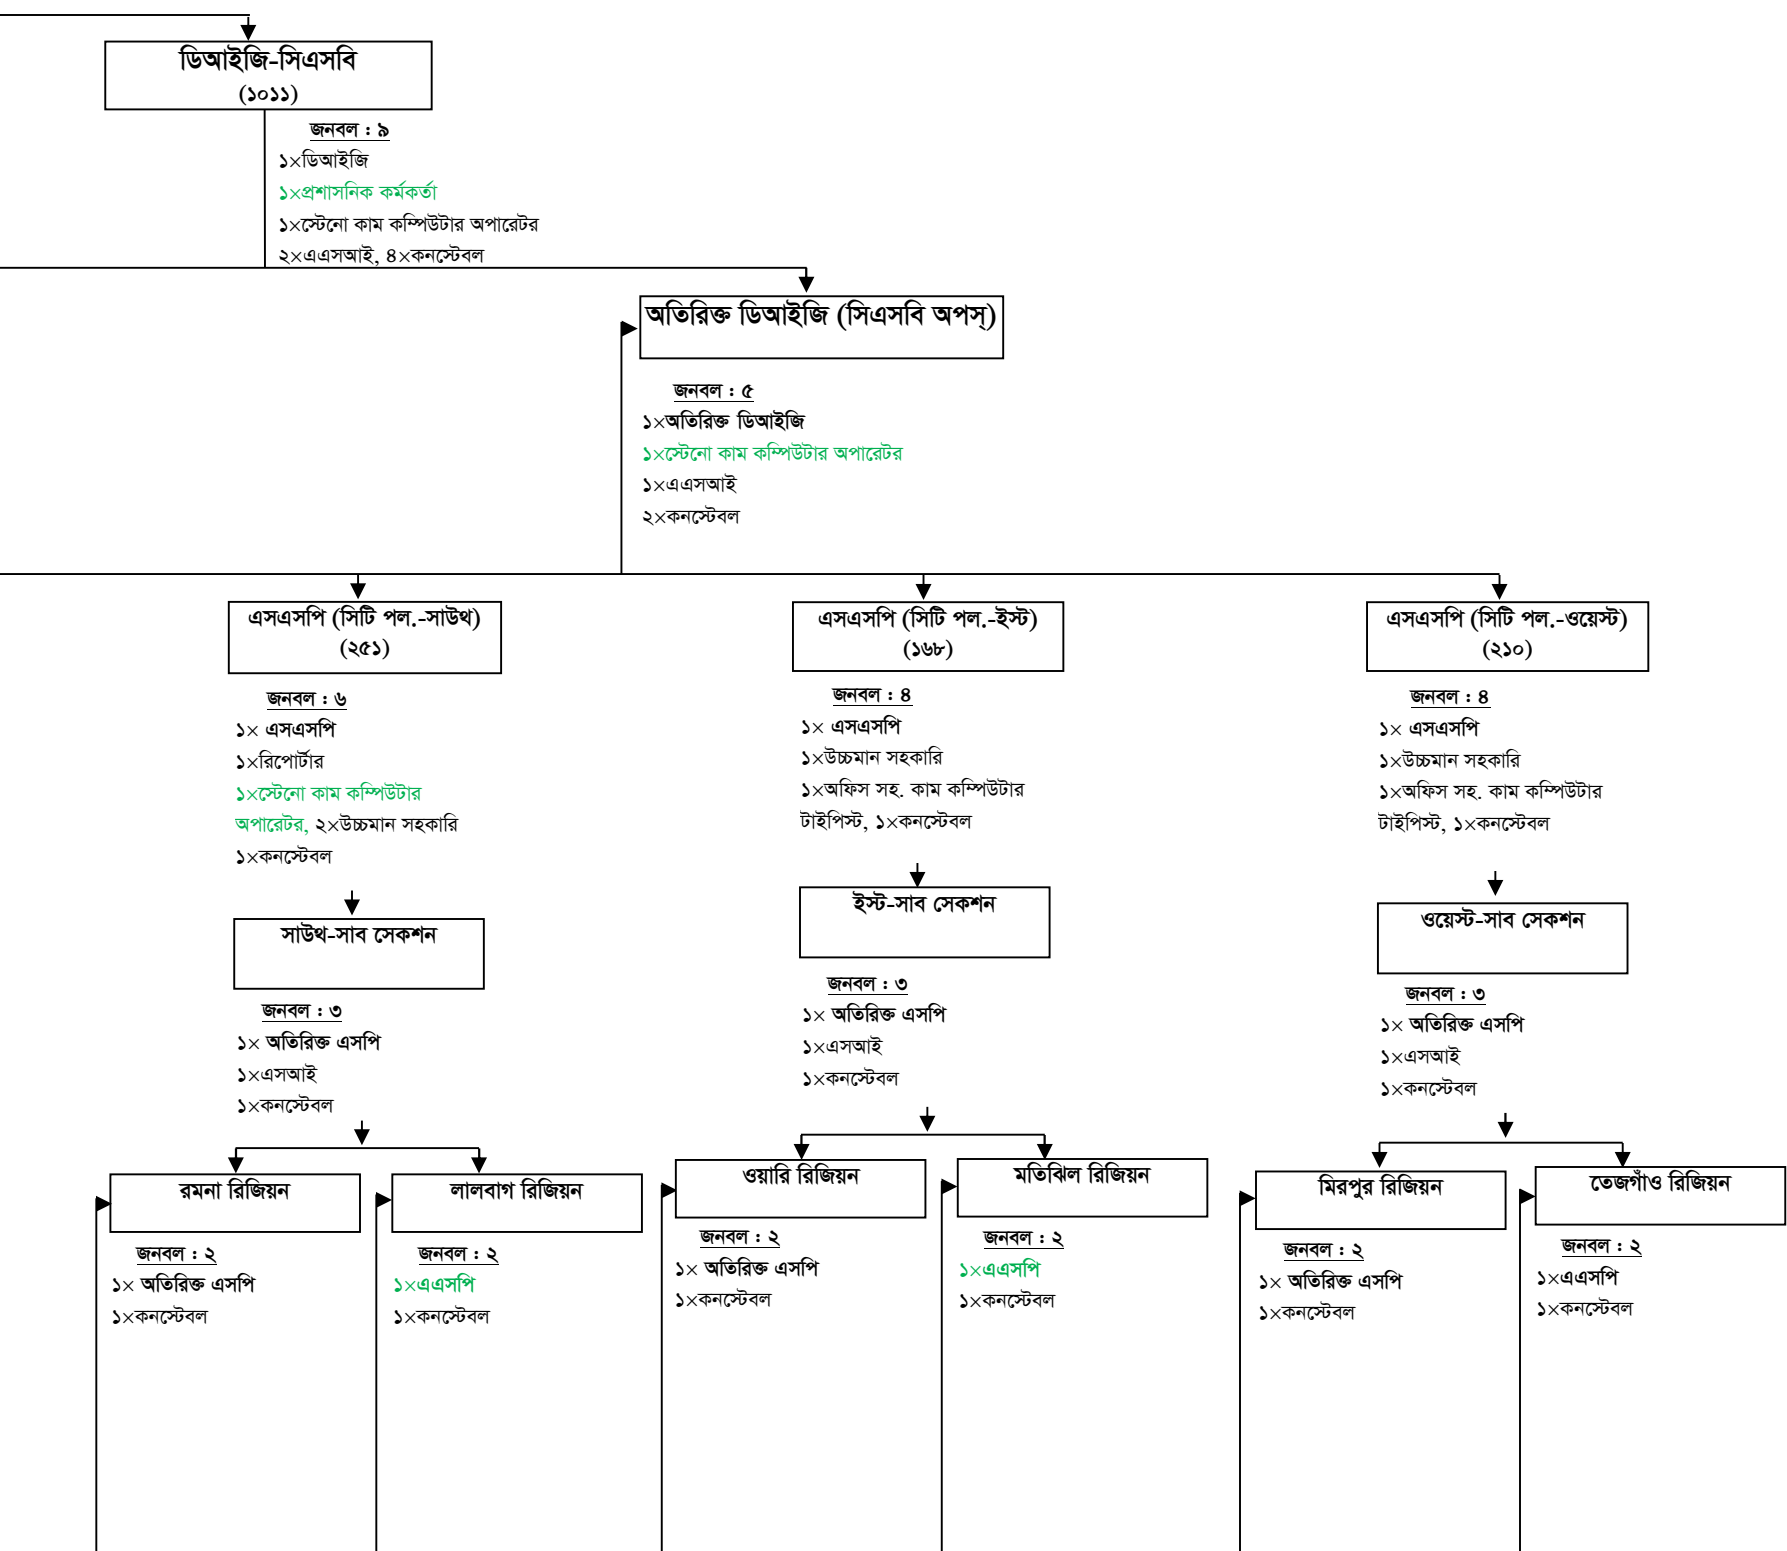 ডিআইজি-সিএসবি
(১০১১)
জনবল : ৯
১×ডিআইজি
১×প্রশাসনিক কর্মকর্তা
১×স্টেনো কাম কম্পিউটার অপারেটর
২×এএসআই, ৪×কনস্টেবল
অতিরিক্ত ডিআইজি (সিএসবি অপস্)
জনবল : ৫
১×অতিরিক্ত ডিআইজি
১×স্টেনো কাম কম্পিউটার অপারেটর
১×এএসআই
২×কনস্টেবল
এসএসপি (সিটি পল.-সাউথ)
(২৫১)
জনবল : ৬
১× এসএসপি
১×রিপোর্টার
১×স্টেনো কাম কম্পিউটার
অপারেটর, ২×উচ্চমান সহকারি
১×কনস্টেবল
সাউথ-সাব সেকশন
জনবল : ৩
১× অতিরিক্ত এসপি
১×এসআই
১×কনস্টেবল
রমনা রিজিয়ন
জনবল : ২
১× অতিরিক্ত এসপি
১×কনস্টেবল
লালবাগ রিজিয়ন
জনবল : ২
১×এএসপি
১×কনস্টেবল
এসএসপি (সিটি পল.-ইস্ট)
(১৬৮)
জনবল : ৪
১× এসএসপি
১×উচ্চমান সহকারি
১×অফিস সহ. কাম কম্পিউটার
টাইপিস্ট, ১×কনস্টেবল
ইস্ট-সাব সেকশন
জনবল : ৩
১× অতিরিক্ত এসপি
১×এসআই
১×কনস্টেবল
ওয়ারি রিজিয়ন
জনবল : ২
১× অতিরিক্ত এসপি
১×কনস্টেবল
মতিঝিল রিজিয়ন
জনবল : ২
১×এএসপি
১×কনস্টেবল
এসএসপি (সিটি পল.-ওয়েস্ট)
(২১০)
জনবল : ৪
১× এসএসপি
১×উচ্চমান সহকারি
১×অফিস সহ. কাম কম্পিউটার
টাইপিস্ট, ১×কনস্টেবল
ওয়েস্ট-সাব সেকশন
জনবল : ৩
১× অতিরিক্ত এসপি
১×এসআই
১×কনস্টেবল
মিরপুর রিজিয়ন
জনবল : ২
১× অতিরিক্ত এসপি
১×কনস্টেবল
তেজগাঁও রিজিয়ন
জনবল : ২
১×এএসপি
১×কনস্টেবল